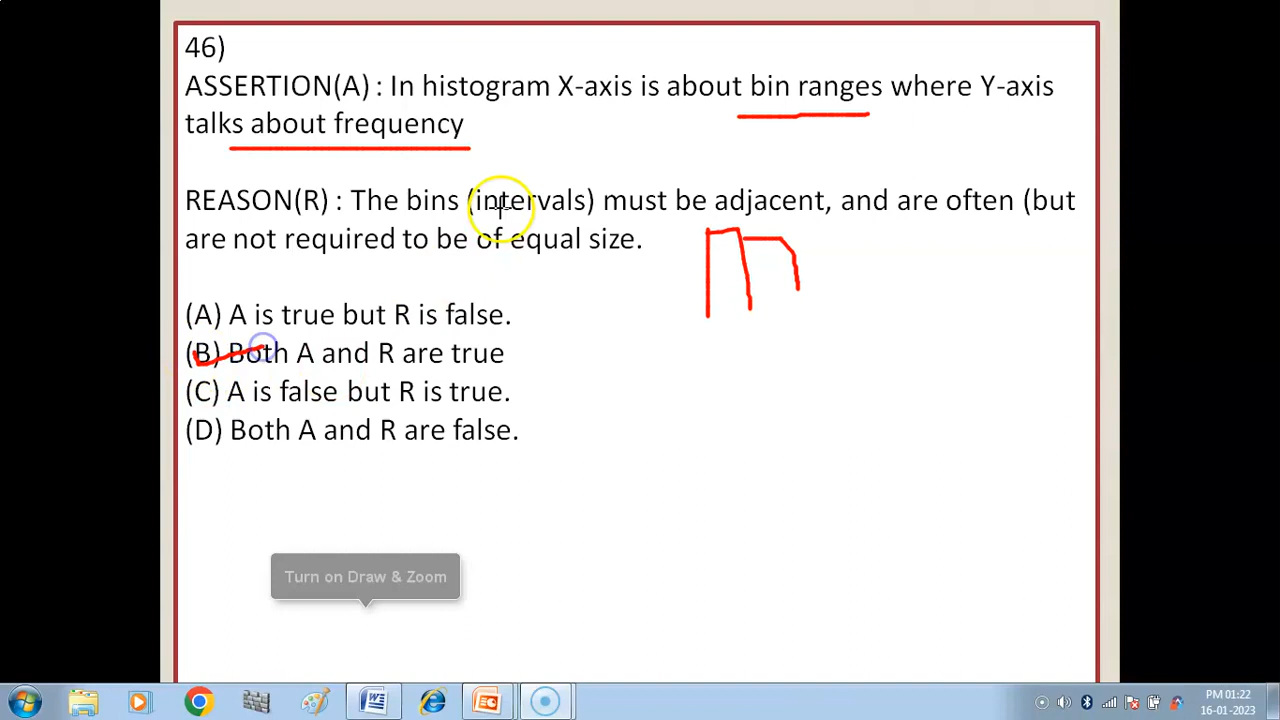 46)
ASSERTION(A) : In histogram X-axis is about bin ranges where Y-axis
talks about frequency
REASON(R) : The bins (intervals) must be adjacent, and are often (but
are not required to be of equal size.
(A) A is true but R is false.
(B) Both A and R are true
(C) A is false but R is true.
(D) Both A and R are false.
Turn on Draw & Zoom
PM 01:22
16-01-2023